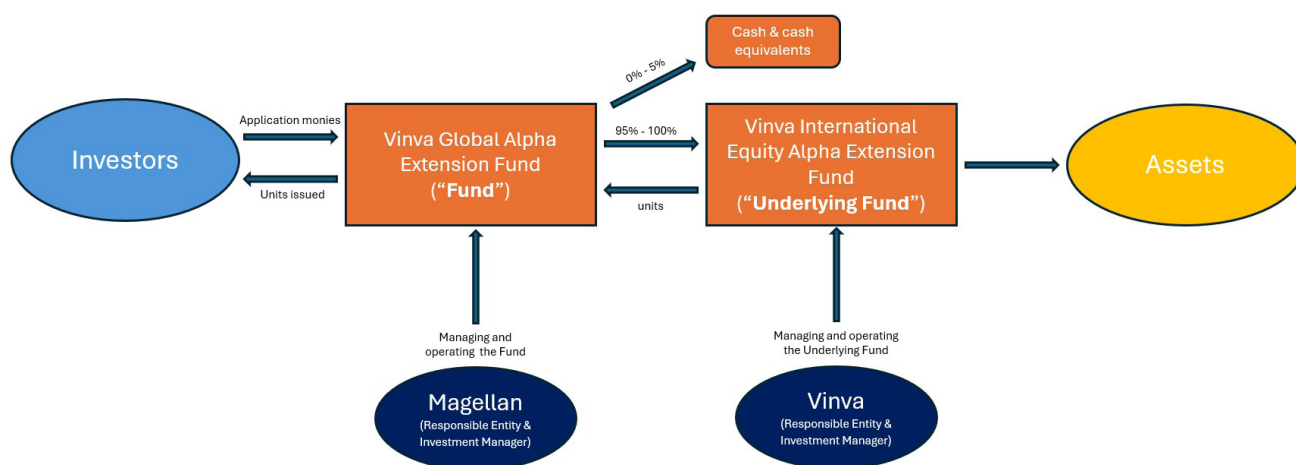 Cash & cash
equivalents
0% - 5%
Investors
Application monies
Units issued
Vinva Global Alpha
Extension Fund
(“Fund”)
95% - 100%
units
Vinva International
Equity Alpha Extension
Fund
(“Underlying Fund”)
Assets
Managing and
operating the Fund
Managing and operating
the Underlying Fund
Magellan
(Responsible Entity &
Investment Manager)
Vinva
(Responsible Entity &
Investment Manager)